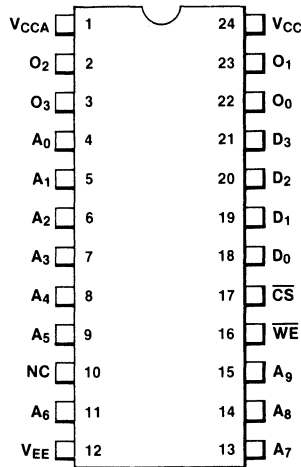 VCCA 1 24 VCC
O2 2 23 O1
O3 3 22 O0
A0 4 21 D3
A1 5 20 D2
A2 6 19 D1
A3 7 18 D0
A4 8 17 C̅S̅
A5 9 16 W̅E̅
NC 10 15 A9
A6 11 14 A8
VEE 12 13 A7